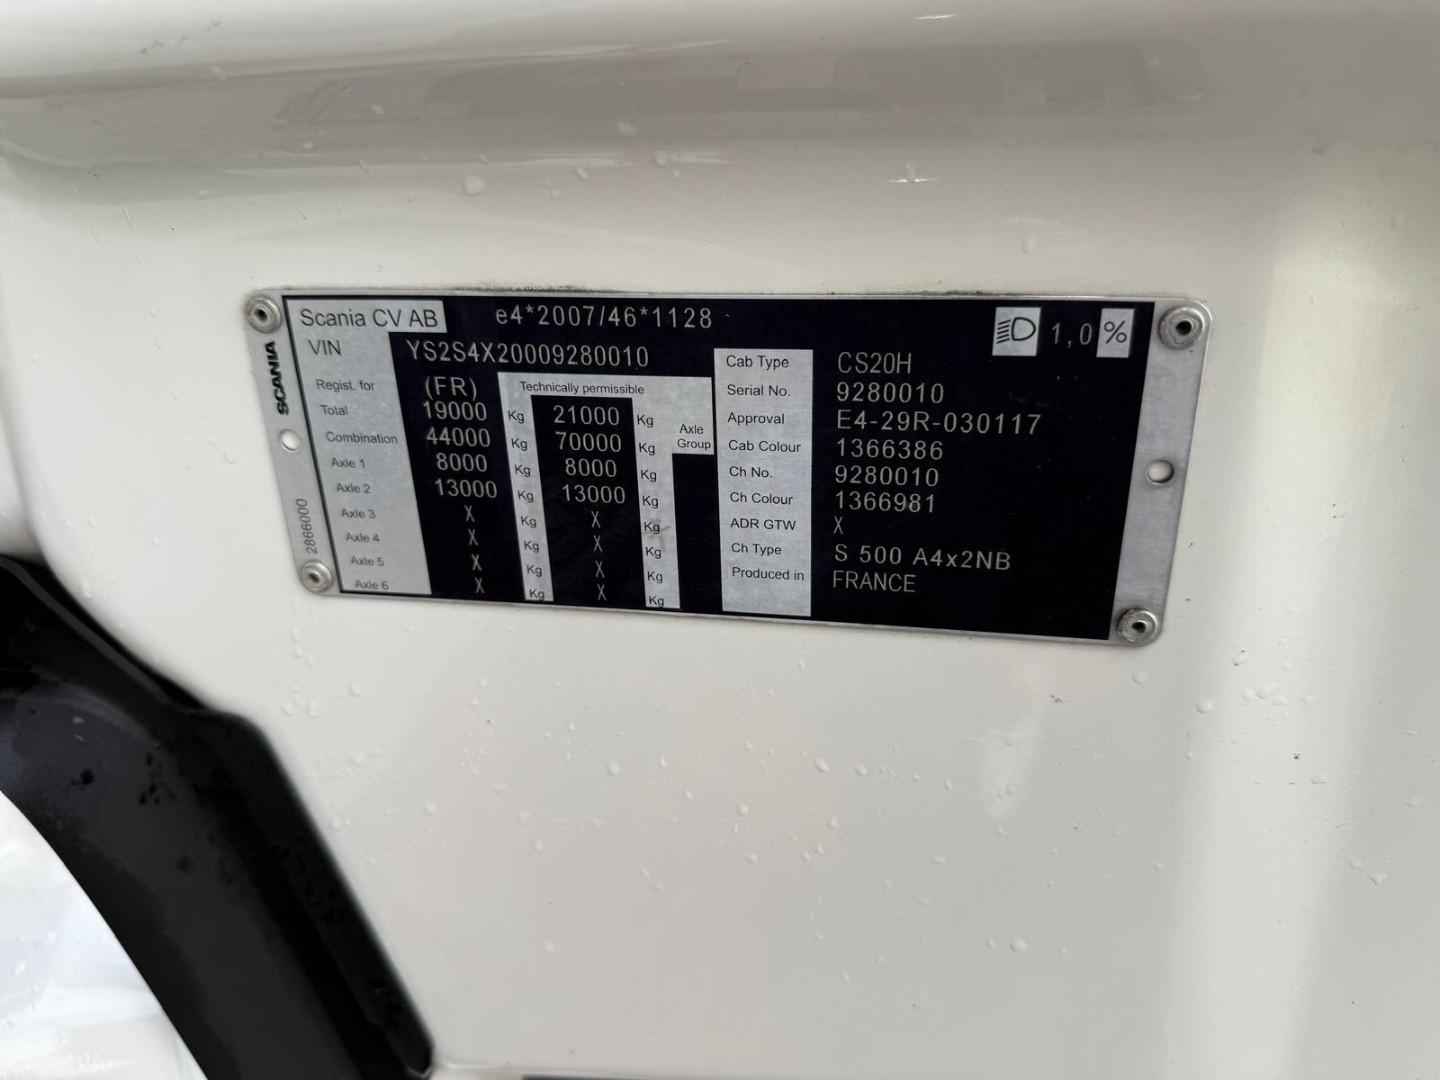 Scania CV AB e4*2007/46*1128 1,0 %
VIN YS2S4X20009280010
SCANIA
2866000
Regist. for (FR) Technically permissible
Total 19000 Kg 21000 Kg
Combination 44000 Kg 70000 Kg Axle Group
Axle 1 8000 Kg 8000 Kg
Axle 2 13000 Kg 13000 Kg
Axle 3 X Kg X Kg
Axle 4 X Kg X Kg
Axle 5 X Kg X Kg
Axle 6 X Kg X Kg
Cab Type CS20H
Serial No. 9280010
Approval E4-29R-030117
Cab Colour 1366386
Ch No. 9280010
Ch Colour 1366981
ADR GTW X
Ch Type S 500 A4x2NB
Produced in FRANCE